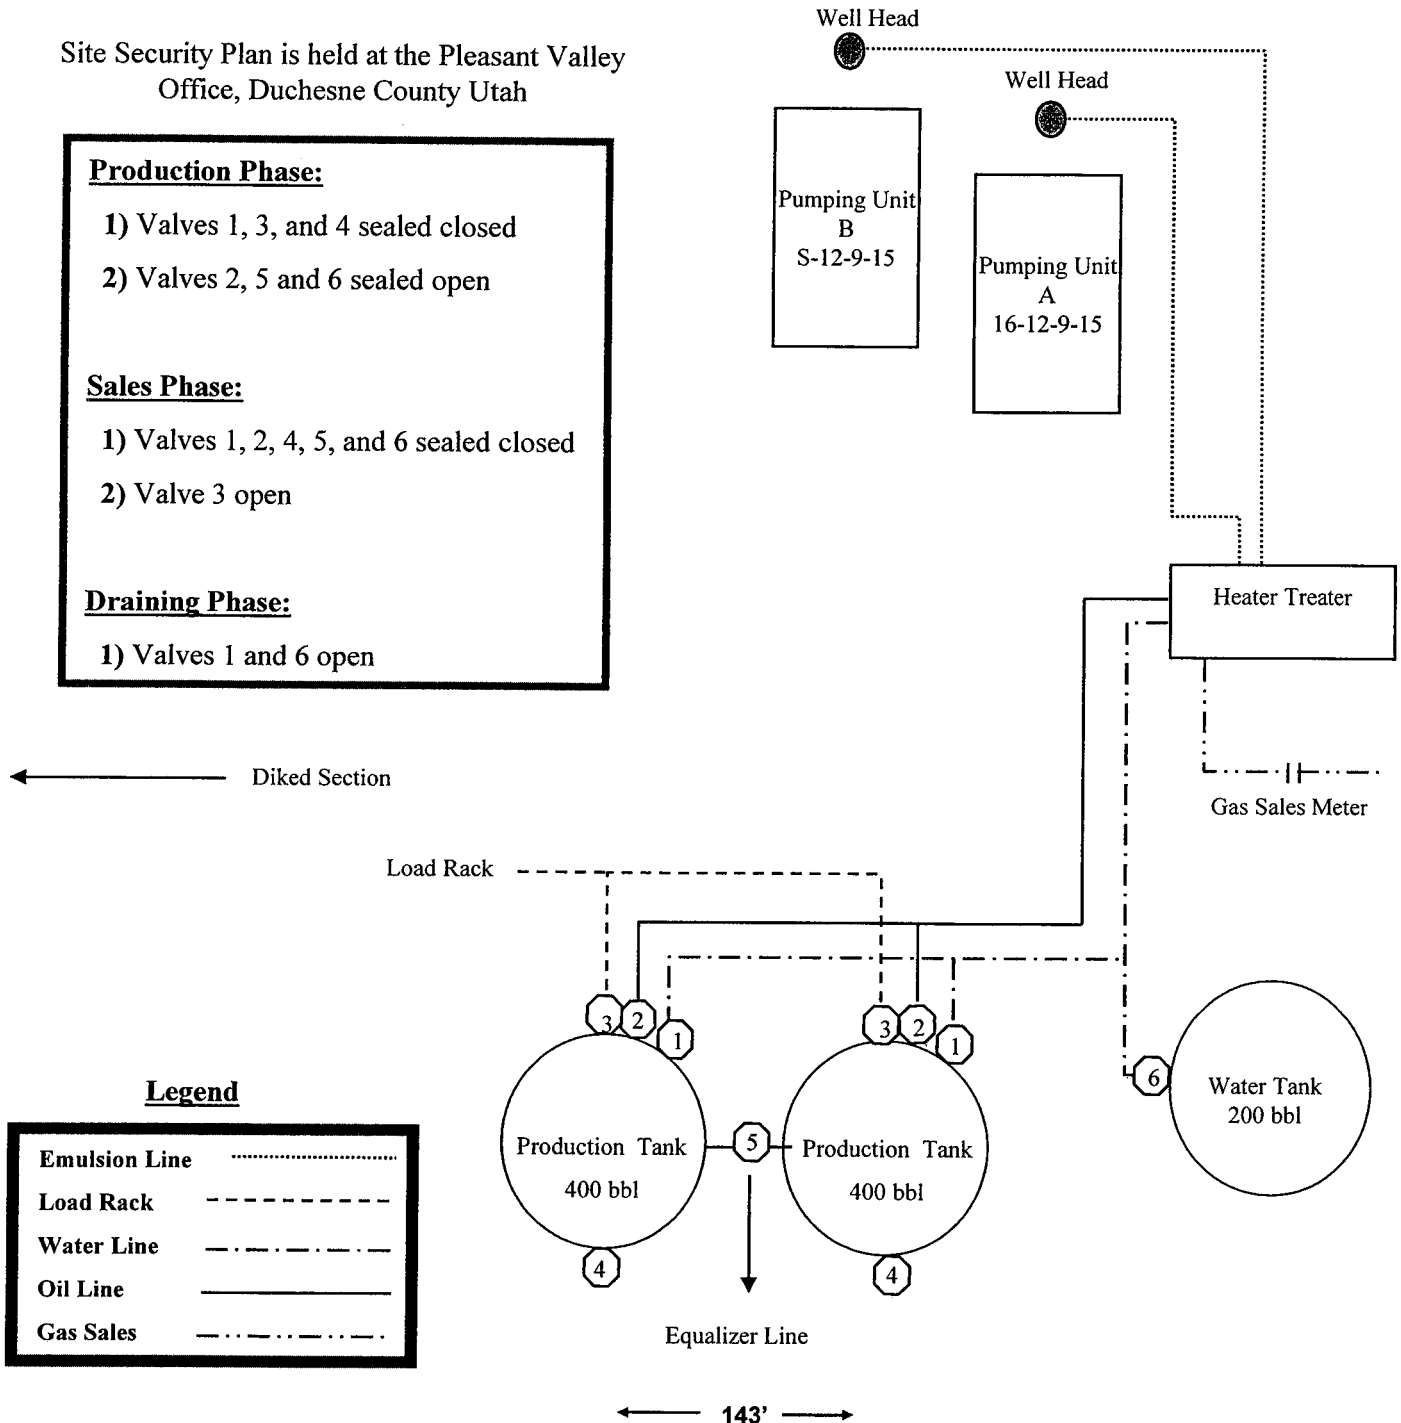 Site Security Plan is held at the Pleasant Valley
Office, Duchesne County Utah
Production Phase:
1) Valves 1, 3, and 4 sealed closed
2) Valves 2, 5 and 6 sealed open
Sales Phase:
1) Valves 1, 2, 4, 5, and 6 sealed closed
2) Valve 3 open
Draining Phase:
1) Valves 1 and 6 open
Well Head
Well Head
Pumping Unit
B
S-12-9-15
Pumping Unit
A
16-12-9-15
Heater Treater
Gas Sales Meter
Diked Section
Load Rack
3
2
1
3
2
1
6
Water Tank
200 bbl
Production Tank
400 bbl
5
Production Tank
400 bbl
4
4
Equalizer Line
Legend
Emulsion Line
Load Rack
Water Line
Oil Line
Gas Sales
143'